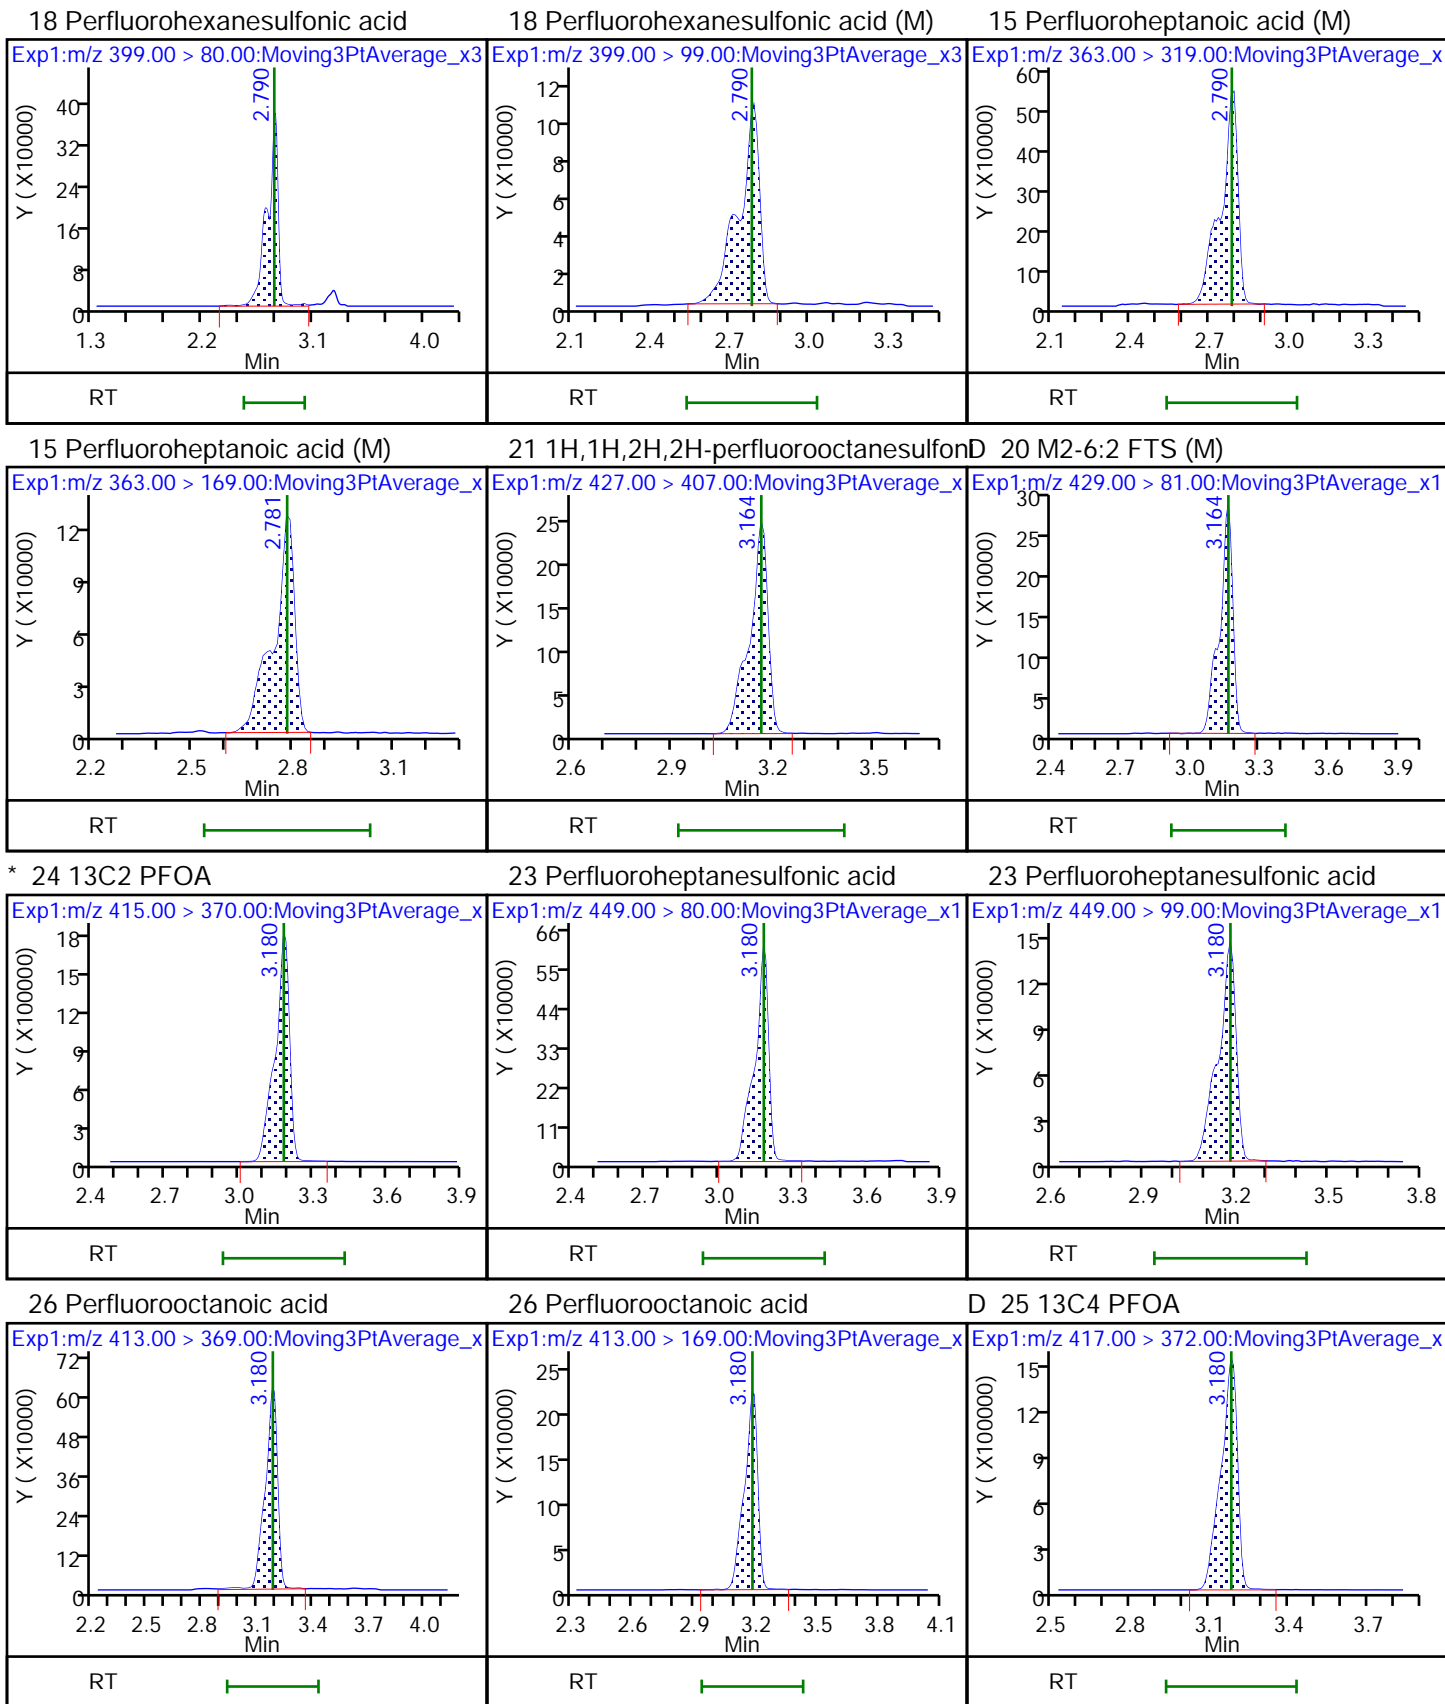 18 Perfluorohexanesulfonic acid
Exp1:m/z 399.00 > 80.00:Moving3PtAverage_x3
Y ( X10000)
40
32
24
16
8
0
2.790
1.3 2.2 3.1 4.0
Min
RT
18 Perfluorohexanesulfonic acid (M)
Exp1:m/z 399.00 > 99.00:Moving3PtAverage_x3
Y ( X10000)
12
10
8
6
4
2
0
2.790
2.1 2.4 2.7 3.0 3.3
Min
RT
15 Perfluoroheptanoic acid (M)
Exp1:m/z 363.00 > 319.00:Moving3PtAverage_x
Y ( X10000)
60
50
40
30
20
10
0
2.790
2.1 2.4 2.7 3.0 3.3
Min
RT
15 Perfluoroheptanoic acid (M)
Exp1:m/z 363.00 > 169.00:Moving3PtAverage_x
Y ( X10000)
12
9
6
3
0
2.781
2.2 2.5 2.8 3.1
Min
RT
21 1H,1H,2H,2H-perfluorooctanesulfon
Exp1:m/z 427.00 > 407.00:Moving3PtAverage_x
Y ( X10000)
25
20
15
10
5
0
3.164
2.6 2.9 3.2 3.5
Min
RT
D 20 M2-6:2 FTS (M)
Exp1:m/z 429.00 > 81.00:Moving3PtAverage_x1
Y ( X10000)
30
25
20
15
10
5
0
3.164
2.4 2.7 3.0 3.3 3.6 3.9
Min
RT
* 24 13C2 PFOA
Exp1:m/z 415.00 > 370.00:Moving3PtAverage_x
Y ( X100000)
18
15
12
9
6
3
0
3.180
2.4 2.7 3.0 3.3 3.6 3.9
Min
RT
23 Perfluoroheptanesulfonic acid
Exp1:m/z 449.00 > 80.00:Moving3PtAverage_x1
Y ( X10000)
66
55
44
33
22
11
0
3.180
2.4 2.7 3.0 3.3 3.6 3.9
Min
RT
23 Perfluoroheptanesulfonic acid
Exp1:m/z 449.00 > 99.00:Moving3PtAverage_x1
Y ( X10000)
15
12
9
6
3
0
3.180
2.6 2.9 3.2 3.5 3.8
Min
RT
26 Perfluorooctanoic acid
Exp1:m/z 413.00 > 369.00:Moving3PtAverage_x
Y ( X10000)
72
60
48
36
24
12
0
3.180
2.2 2.5 2.8 3.1 3.4 3.7 4.0
Min
RT
26 Perfluorooctanoic acid
Exp1:m/z 413.00 > 169.00:Moving3PtAverage_x
Y ( X10000)
25
20
15
10
5
0
3.180
2.3 2.6 2.9 3.2 3.5 3.8 4.1
Min
RT
D 25 13C4 PFOA
Exp1:m/z 417.00 > 372.00:Moving3PtAverage_x
Y ( X100000)
15
12
9
6
3
0
3.180
2.5 2.8 3.1 3.4 3.7
Min
RT